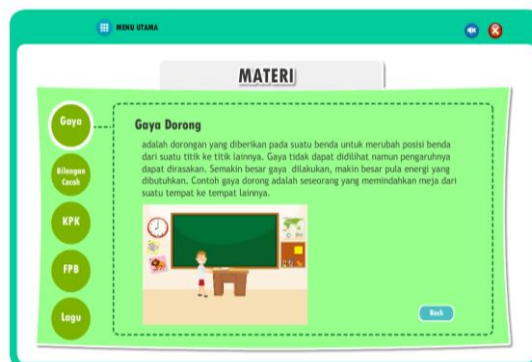 MENU UTAMA
MATERI
Gaya
Bilangan
Cacah
KPK
FPB
Lagu
Gaya Dorong
adalah dorongan yang diberikan pada suatu benda untuk merubah posisi benda
dari suatu titik ke titik lainnya. Gaya tidak dapat didilihat namun pengaruhnya
dapat dirasakan. Semakin besar gaya dilakukan, makin besar pula energi yang
dibutuhkan. Contoh gaya dorong adalah seseorang yang memindahkan meja dari
suatu tempat ke tempat lainnya.
Back